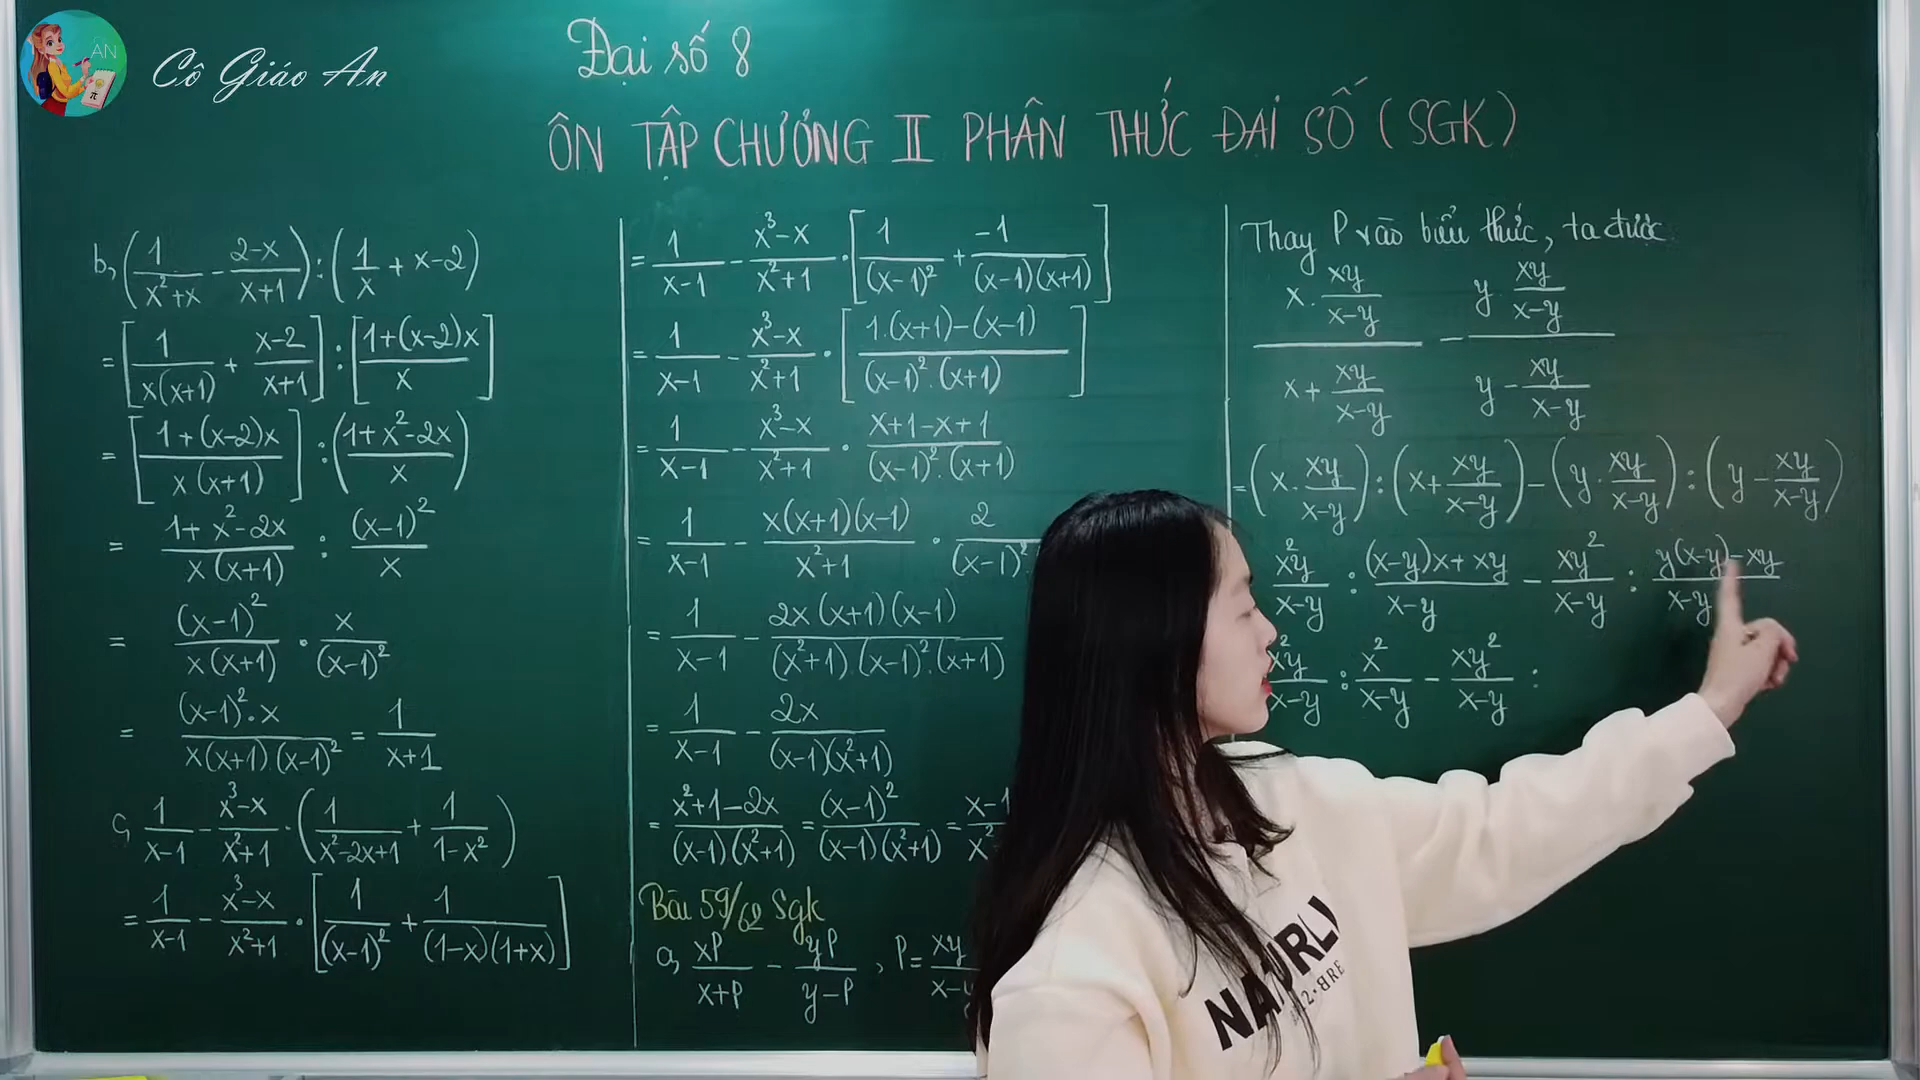 AN
π
Cô Giáo An
Đại số 8
ÔN TẬP CHƯƠNG II PHÂN THỨC ĐẠI SỐ (SGK)
b, (1/(x²+x) - (2-x)/(x+1)) : (1/x + x-2)
= [1/(x(x+1)) + (x-2)/(x+1)] : [(1+(x-2)x)/x]
= [(1+(x-2)x)/(x(x+1))] : ((1+x²-2x)/x)
= (1+x²-2x)/(x(x+1)) : (x-1)²/x
= (x-1)²/(x(x+1)) . x/(x-1)²
= (x-1)².x/(x(x+1)(x-1)²) = 1/(x+1)
c, 1/(x-1) - (x³-x)/(x²+1) . (1/(x²-2x+1) + 1/(1-x²))
= 1/(x-1) - (x³-x)/(x²+1) . [1/(x-1)² + 1/((1-x)(1+x))]
= 1/(x-1) - (x³-x)/(x²+1) . [1/(x-1)² + -1/((x-1)(x+1))]
= 1/(x-1) - (x³-x)/(x²+1) . [(1.(x+1)-(x-1))/((x-1)².(x+1))]
= 1/(x-1) - (x³-x)/(x²+1) . (x+1-x+1)/((x-1)².(x+1))
= 1/(x-1) - x(x+1)(x-1)/(x²+1) . 2/(x-1)²
= 1/(x-1) - 2x(x+1)(x-1)/((x²+1).(x-1)².(x+1))
= 1/(x-1) - 2x/((x-1)(x²+1))
= (x²+1-2x)/((x-1)(x²+1)) = (x-1)²/((x-1)(x²+1)) = x-1/x²
Bài 59/62 Sgk
a, xP/(x+P) - yP/(y-P) , P = xy/x-
Thay P vào biểu thức, ta được
(x . xy/(x-y))/(x + xy/(x-y)) - (y . xy/(x-y))/(y - xy/(x-y))
= (x . xy/(x-y)) : (x + xy/(x-y)) - (y . xy/(x-y)) : (y - xy/(x-y))
x²y/(x-y) : ((x-y)x+xy)/(x-y) - xy²/(x-y) : (y(x-y)-xy)/(x-y)
x²y/(x-y) : x²/(x-y) - xy²/(x-y) :
NATURLI